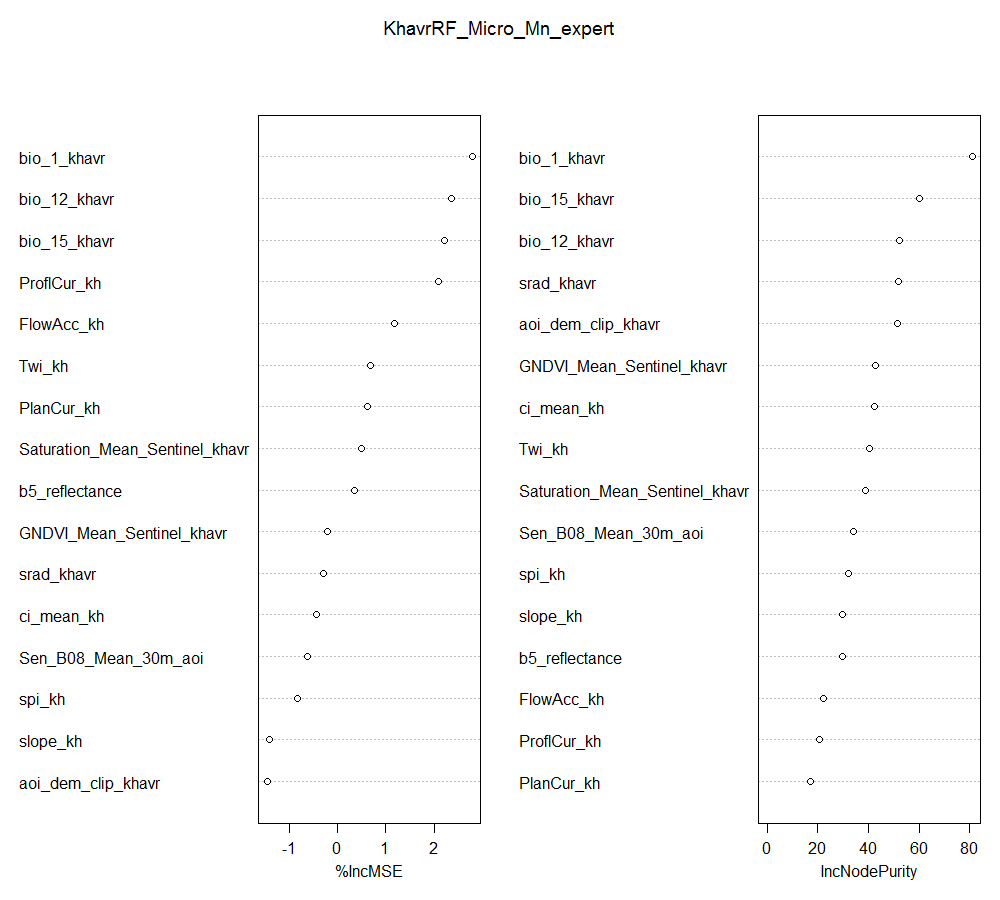 KhavrRF_Micro_Mn_expert
bio_1_khavr
bio_12_khavr
bio_15_khavr
ProflCur_kh
FlowAcc_kh
Twi_kh
PlanCur_kh
Saturation_Mean_Sentinel_khavr
b5_reflectance
GNDVI_Mean_Sentinel_khavr
srad_khavr
ci_mean_kh
Sen_B08_Mean_30m_aoi
spi_kh
slope_kh
aoi_dem_clip_khavr
-1 0 1 2
%IncMSE
bio_1_khavr
bio_15_khavr
bio_12_khavr
srad_khavr
aoi_dem_clip_khavr
GNDVI_Mean_Sentinel_khavr
ci_mean_kh
Twi_kh
Saturation_Mean_Sentinel_khavr
Sen_B08_Mean_30m_aoi
spi_kh
slope_kh
b5_reflectance
FlowAcc_kh
ProflCur_kh
PlanCur_kh
0 20 40 60 80
IncNodePurity